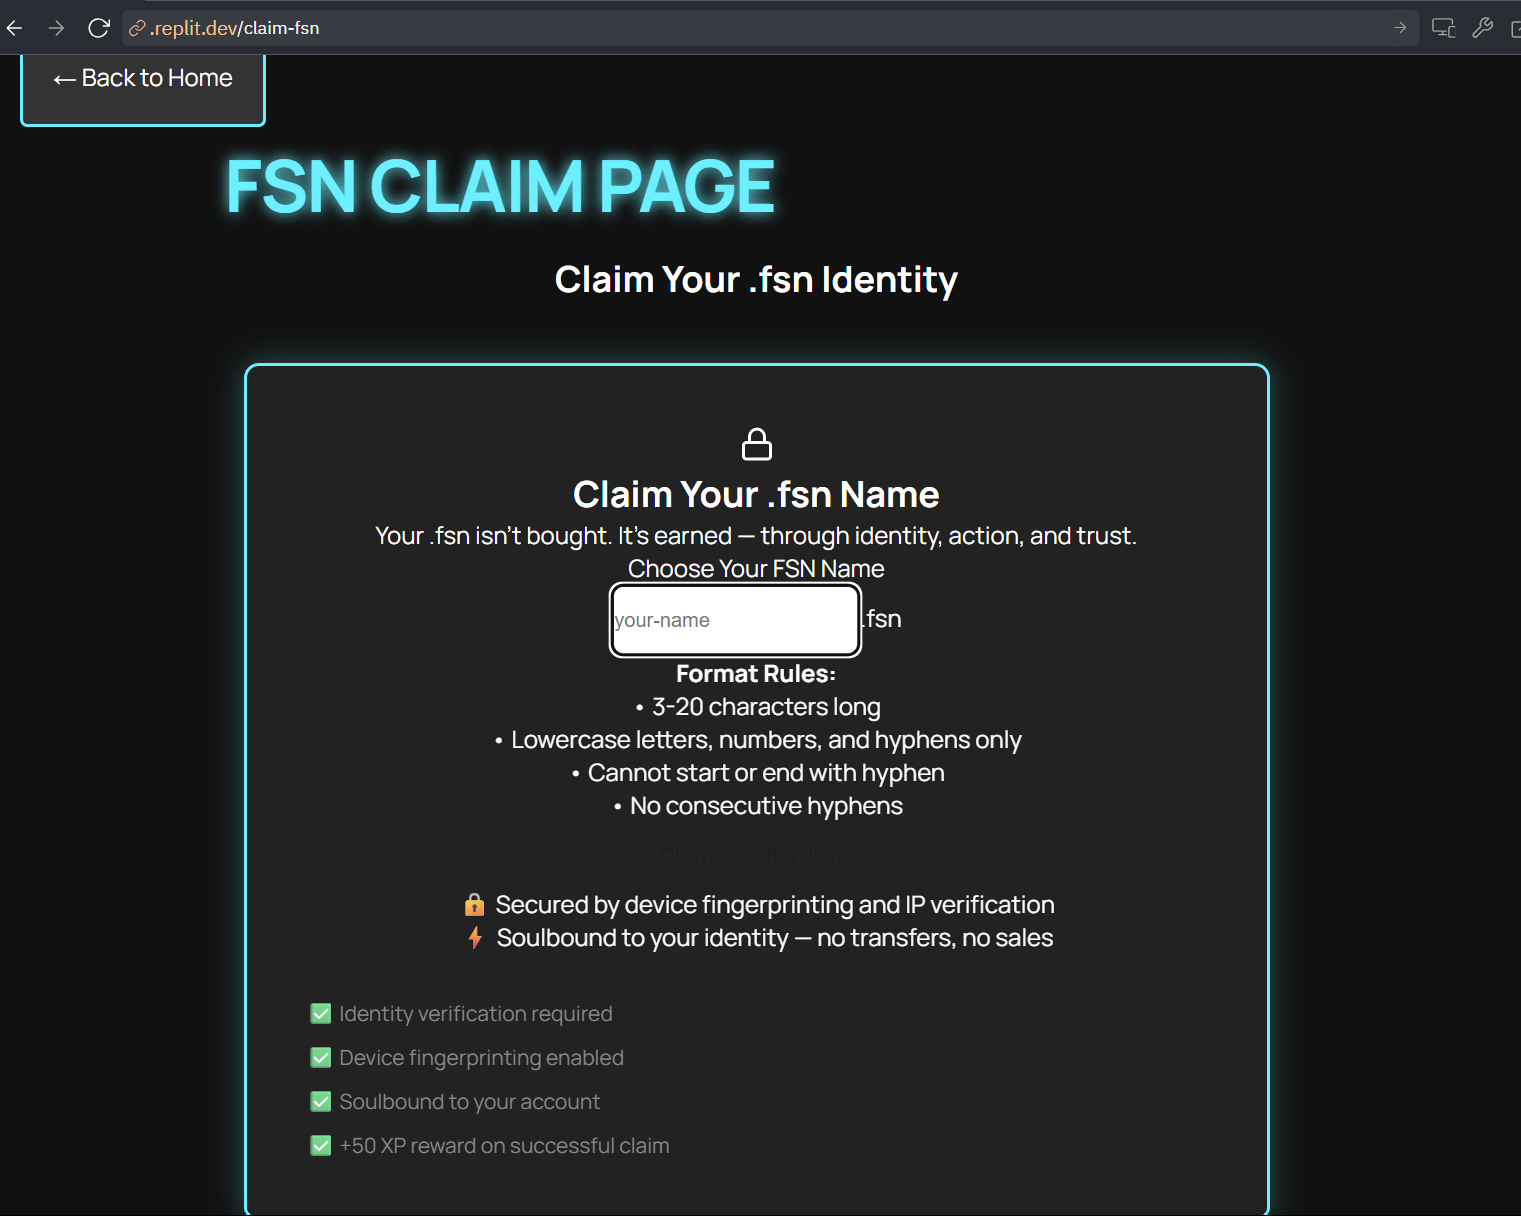 .replit.dev/claim-fsn
← Back to Home
FSN CLAIM PAGE
Claim Your .fsn Identity
Claim Your .fsn Name
Your .fsn isn’t bought. It’s earned — through identity, action, and trust.
Choose Your FSN Name
your-name .fsn
Format Rules:
• 3-20 characters long
• Lowercase letters, numbers, and hyphens only
• Cannot start or end with hyphen
• No consecutive hyphens
Claim Your .fsn Name
🔒 Secured by device fingerprinting and IP verification
⚡ Soulbound to your identity — no transfers, no sales
✅ Identity verification required
✅ Device fingerprinting enabled
✅ Soulbound to your account
✅ +50 XP reward on successful claim